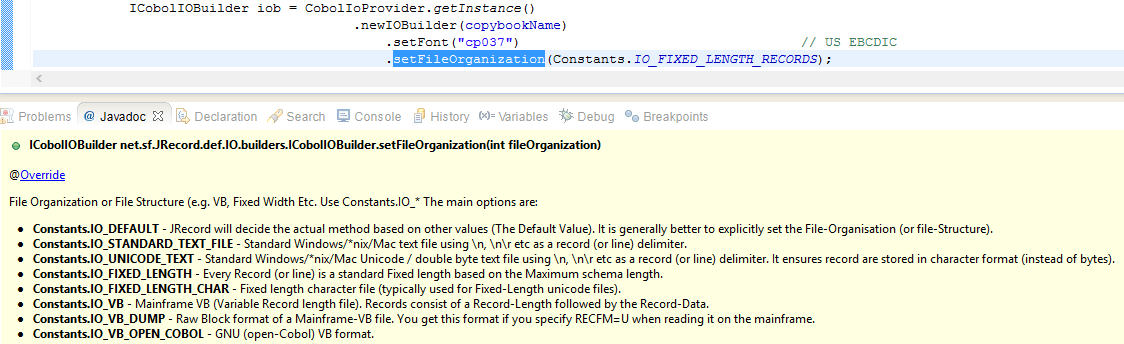 ICobolIOBuilder iob = CobolIoProvider.getInstance()
.newIOBuilder(copybookName)
.setFont("cp037") // US EBCDIC
.setFileOrganization(Constants.IO_FIXED_LENGTH_RECORDS);
Problems @ Javadoc Declaration Search Console History (x)= Variables Debug Breakpoints
ICobolIOBuilder net.sf.JRecord.def.IO.builders.ICobolIOBuilder.setFileOrganization(int fileOrganization)
@Override
File Organization or File Structure (e.g. VB, Fixed Width Etc. Use Constants.IO_* The main options are:
• Constants.IO_DEFAULT - JRecord will decide the actual method based on other values (The Default Value). It is generally better to explicitly set the File-Organisation (or file-Structure).
• Constants.IO_STANDARD_TEXT_FILE - Standard Windows/*nix/Mac text file using \n, \n\r etc as a record (or line) delimiter.
• Constants.IO_UNICODE_TEXT - Standard Windows/*nix/Mac Unicode / double byte text file using \n, \n\r etc as a record (or line) delimiter. It ensures record are stored in character format (instead of bytes).
• Constants.IO_FIXED_LENGTH - Every Record (or line) is a standard Fixed length based on the Maximum schema length.
• Constants.IO_FIXED_LENGTH_CHAR - Fixed length character file (typically used for Fixed-Length unicode files).
• Constants.IO_VB - Mainframe VB (Variable Record length file). Records consist of a Record-Length followed by the Record-Data.
• Constants.IO_VB_DUMP - Raw Block format of a Mainframe-VB file. You get this format if you specify RECFM=U when reading it on the mainframe.
• Constants.IO_VB_OPEN_COBOL - GNU (open-Cobol) VB format.